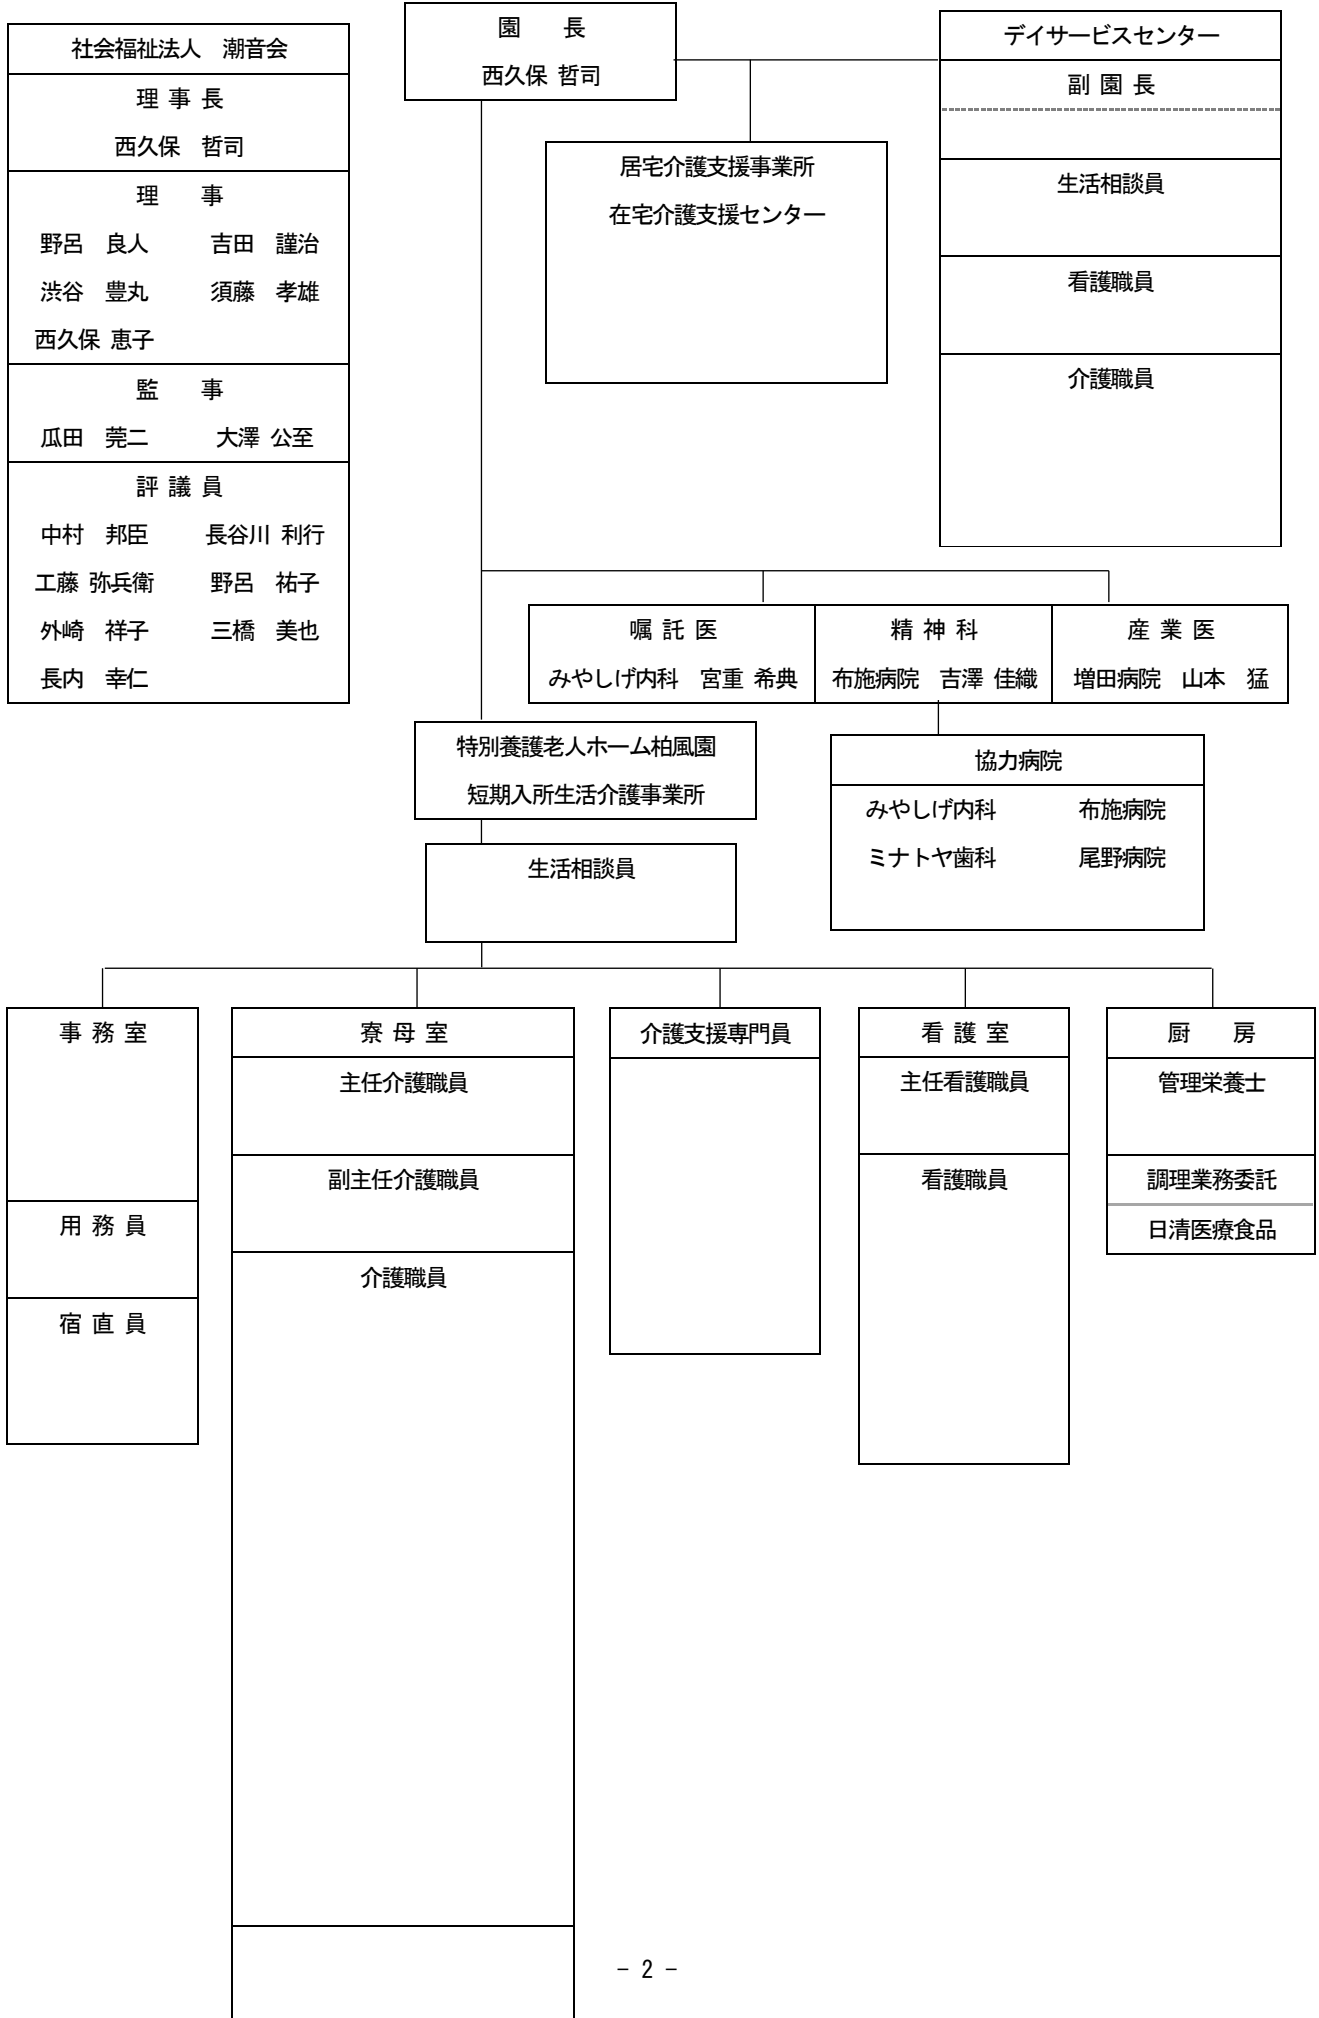 社会福祉法人　潮音会
理 事 長
西久保　哲司
理　　事
野呂　良人　　吉田　謹治
渋谷　豊丸　　須藤　孝雄
西久保 恵子
監　　事
瓜田　莞二　　大澤 公至
評 議 員
中村　邦臣　　長谷川 利行
工藤 弥兵衛　　野呂　祐子
外崎　祥子　　三橋　美也
長内　幸仁
園　　長
西久保 哲司
居宅介護支援事業所
在宅介護支援センター
デイサービスセンター
副 園 長
生活相談員
看護職員
介護職員
嘱 託 医
みやしげ内科　宮重 希典
精 神 科
布施病院　吉澤 佳織
産 業 医
増田病院　山本　猛
特別養護老人ホーム柏風園
短期入所生活介護事業所
協力病院
みやしげ内科　　布施病院
ミナトヤ歯科　　尾野病院
生活相談員
事 務 室
用 務 員
宿 直 員
寮 母 室
主任介護職員
副主任介護職員
介護職員
介護支援専門員
看 護 室
主任看護職員
看護職員
厨　　房
管理栄養士
調理業務委託
日清医療食品
－ 2 －